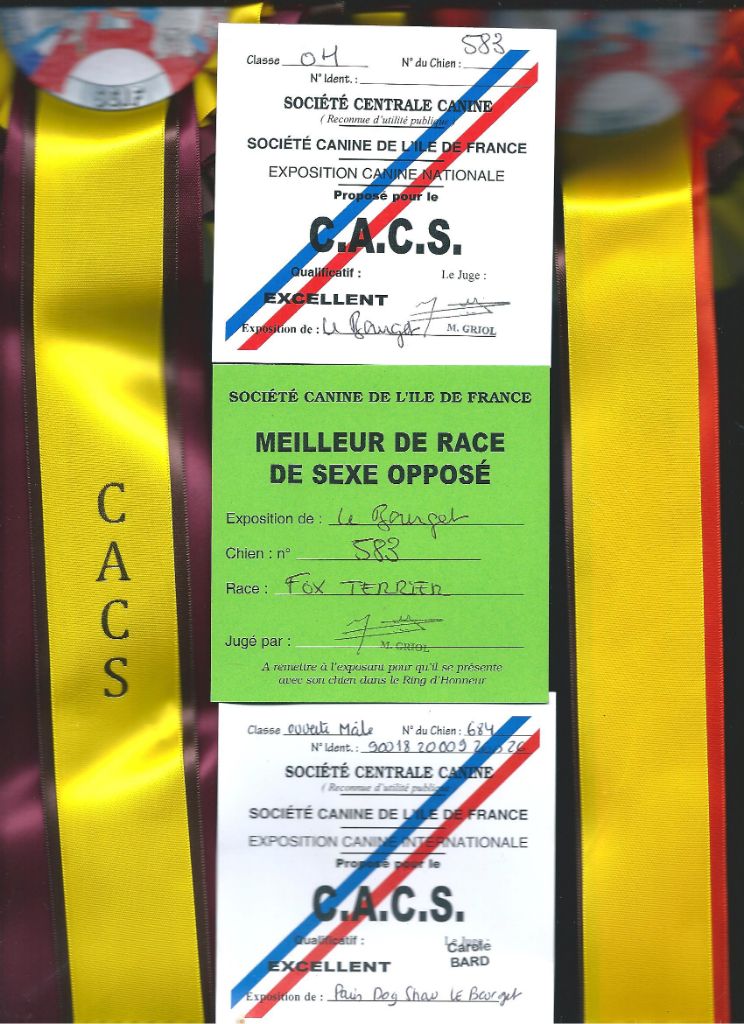 SCIF
C
A
C
S
Classe OM N° du Chien : 583
N° Ident. :
SOCIÉTÉ CENTRALE CANINE
( Reconnue d'utilité publique )
SOCIÉTÉ CANINE DE L'ILE DE FRANCE
EXPOSITION CANINE NATIONALE
Proposé pour le
C.A.C.S.
Qualificatif : Le Juge :
EXCELLENT
Exposition de : Le Bourget M. GRIOL
SOCIÉTÉ CANINE DE L'ILE DE FRANCE
MEILLEUR DE RACE
DE SEXE OPPOSÉ
Exposition de : Le Bourget
Chien : n° 583
Race : FOX TERRIER
Jugé par : M. GRIOL
A remettre à l'exposant pour qu'il se présente
avec son chien dans le Ring d'Honneur
Classe ouverte Mâle N° du Chien : 684
N° Ident. :
SOCIÉTÉ CENTRALE CANINE
( Reconnue d'utilité publique
SOCIÉTÉ CANINE DE L'ILE DE FRANCE
EXPOSITION CANINE INTERNATIONALE
Proposé pour le
C.A.C.S.
Qualificatif : Le Juge :
Carole
BARD
EXCELLENT
Exposition de : Paris Dog Show Le Bourget